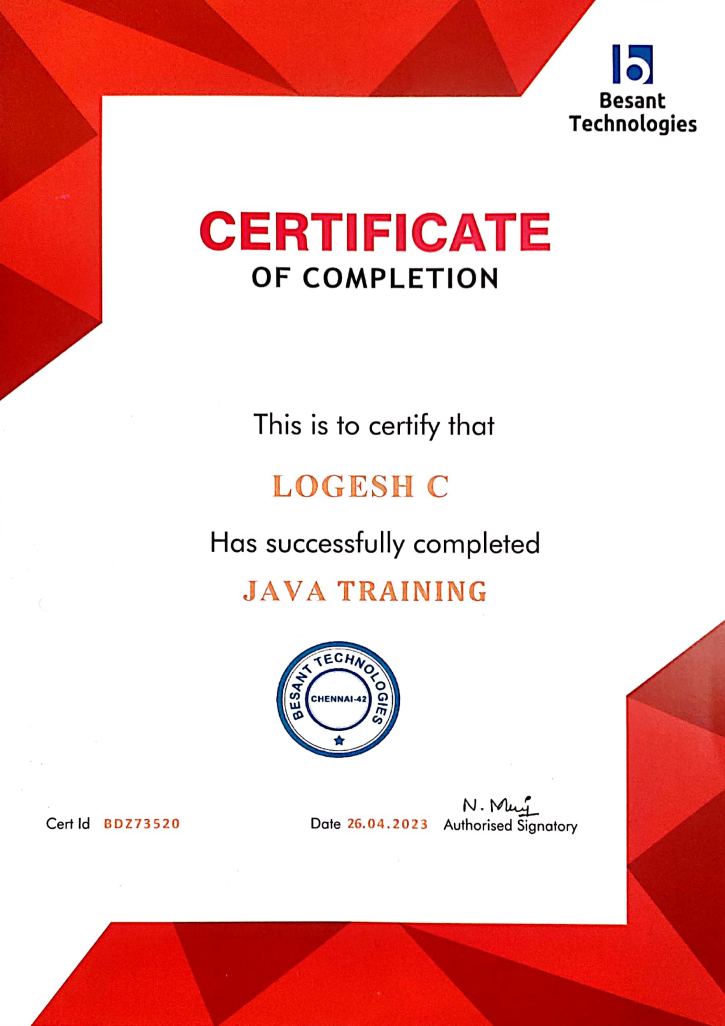 Besant
Technologies
CERTIFICATE
OF COMPLETION
This is to certify that
LOGESH C
Has successfully completed
JAVA TRAINING
BESANT TECHNOLOGIES
CHENNAI-42
N. Muj
Cert Id BDZ73520
Date 26.04.2023
Authorised Signatory